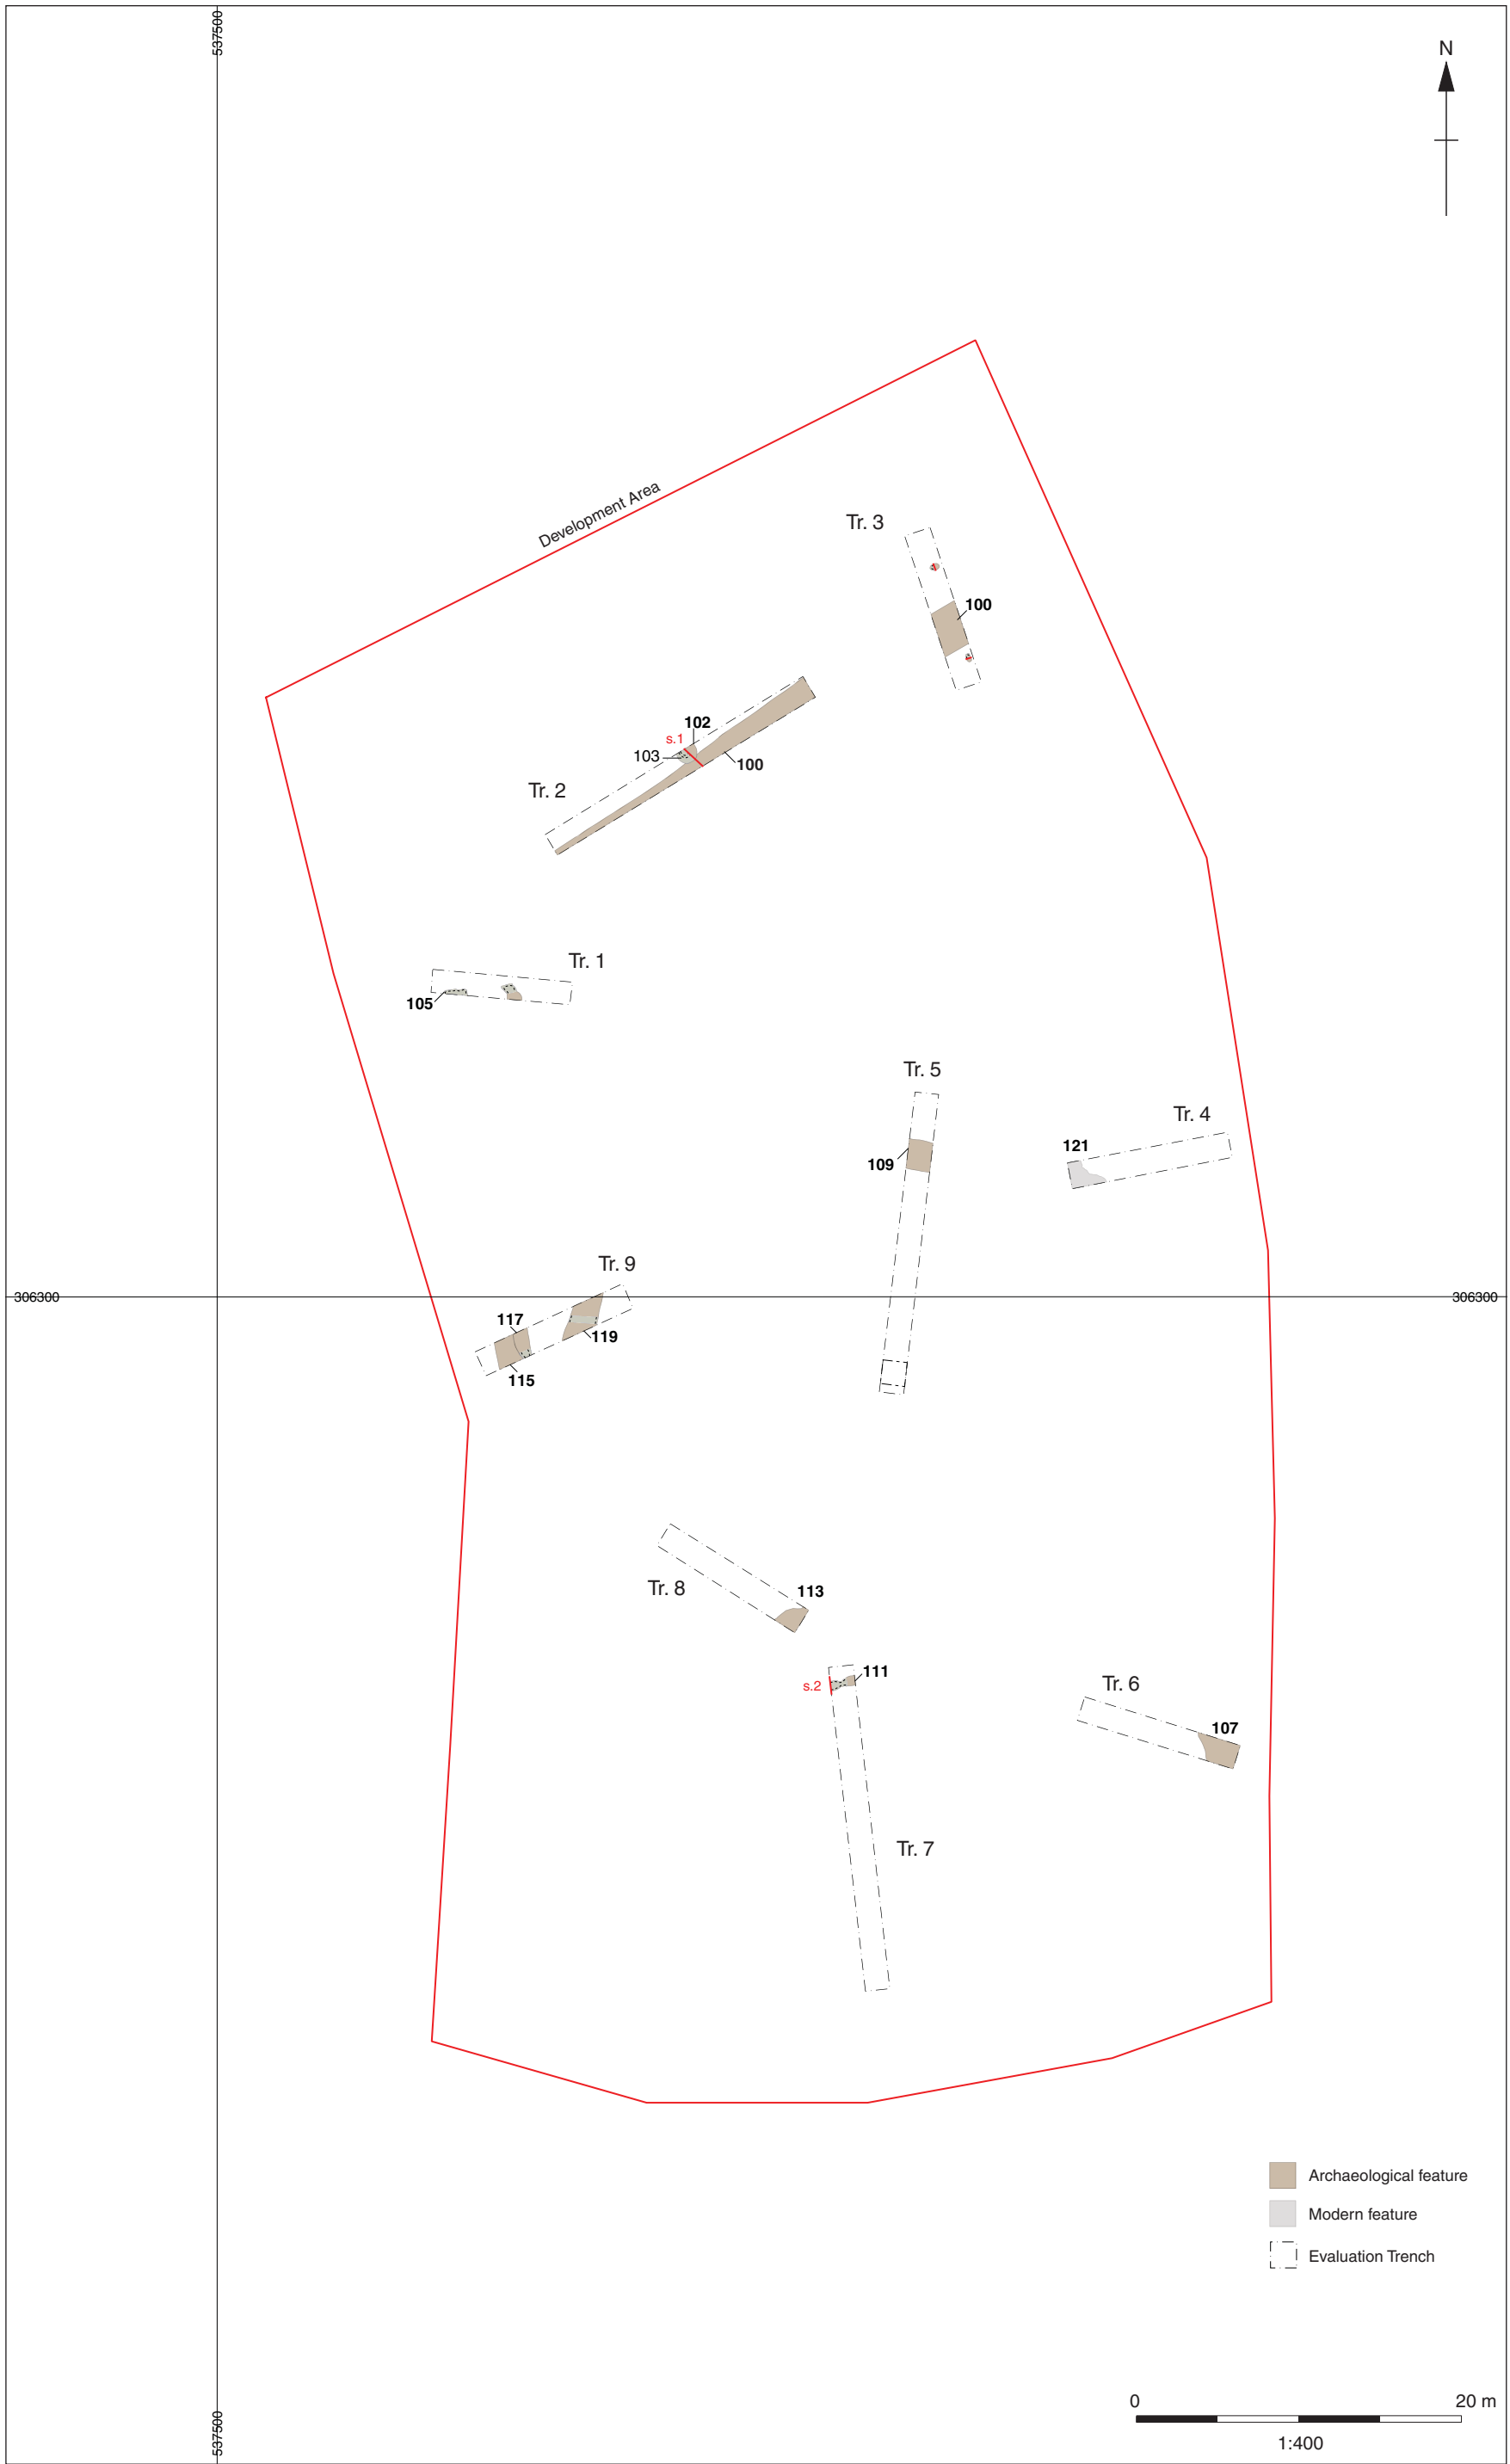 537500
N
Development Area
Tr. 3
100
102
s.1
103
100
Tr. 2
Tr. 1
105
Tr. 5
Tr. 4
121
109
Tr. 9
306300
306300
117
119
115
Tr. 8
113
111
s.2
Tr. 6
107
Tr. 7
Archaeological feature
Modern feature
Evaluation Trench
537500
0 20 m
1:400